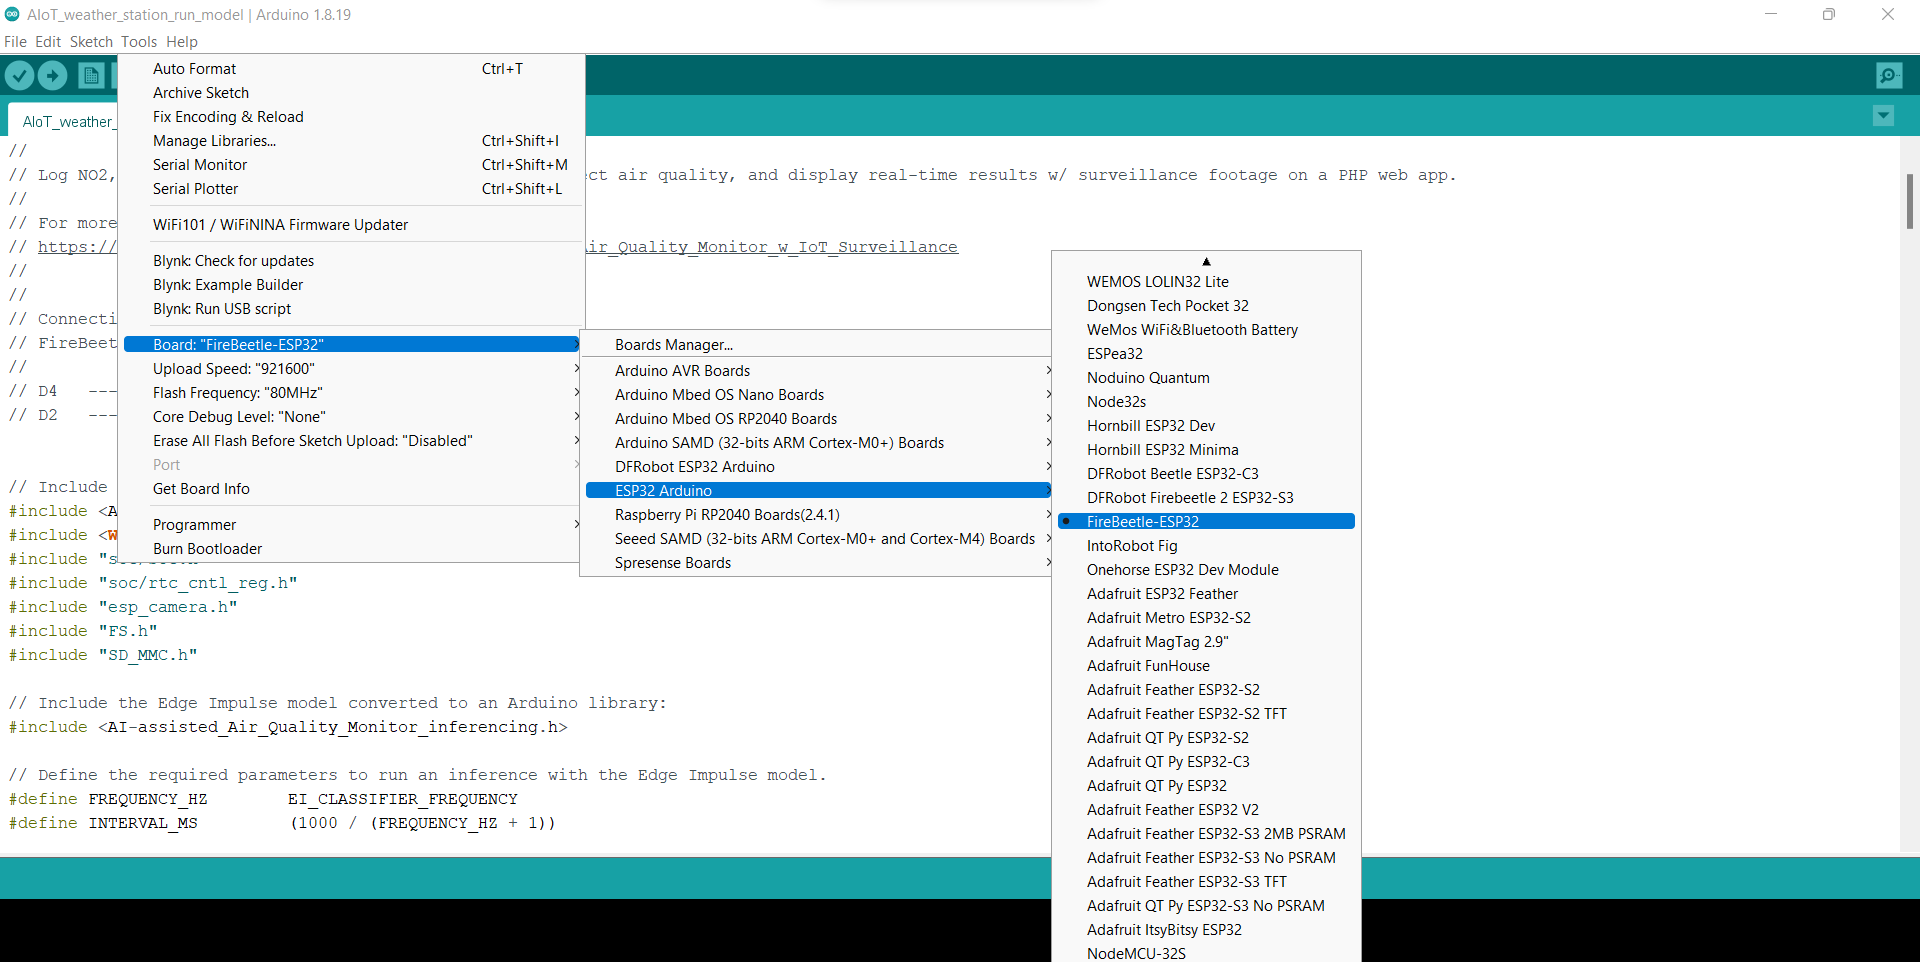 AIoT_weather_station_run_model | Arduino 1.8.19
File Edit Sketch Tools Help
AIoT_weather_
//
// Log NO2,
ct air quality, and display real-time results w/ surveillance footage on a PHP web app.
//
// For more
// https://
ir_Quality_Monitor_w_IoT_Surveillance
//
//
// Connecti
// FireBeet
//
// D4 ---
// D2 ---
// Include
#include <A
#include <W
#include "soc/soc.h"
#include "soc/rtc_cntl_reg.h"
#include "esp_camera.h"
#include "FS.h"
#include "SD_MMC.h"
// Include the Edge Impulse model converted to an Arduino library:
#include <AI-assisted_Air_Quality_Monitor_inferencing.h>
// Define the required parameters to run an inference with the Edge Impulse model.
#define FREQUENCY_HZ EI_CLASSIFIER_FREQUENCY
#define INTERVAL_MS (1000 / (FREQUENCY_HZ + 1))
Auto Format Ctrl+T
Archive Sketch
Fix Encoding & Reload
Manage Libraries... Ctrl+Shift+I
Serial Monitor Ctrl+Shift+M
Serial Plotter Ctrl+Shift+L
WiFi101 / WiFiNINA Firmware Updater
Blynk: Check for updates
Blynk: Example Builder
Blynk: Run USB script
Board: "FireBeetle-ESP32"
Upload Speed: "921600"
Flash Frequency: "80MHz"
Core Debug Level: "None"
Erase All Flash Before Sketch Upload: "Disabled"
Port
Get Board Info
Programmer
Burn Bootloader
Boards Manager...
Arduino AVR Boards
Arduino Mbed OS Nano Boards
Arduino Mbed OS RP2040 Boards
Arduino SAMD (32-bits ARM Cortex-M0+) Boards
DFRobot ESP32 Arduino
ESP32 Arduino
Raspberry Pi RP2040 Boards(2.4.1)
Seeed SAMD (32-bits ARM Cortex-M0+ and Cortex-M4) Boards
Spresense Boards
WEMOS LOLIN32 Lite
Dongsen Tech Pocket 32
WeMos WiFi&Bluetooth Battery
ESPea32
Noduino Quantum
Node32s
Hornbill ESP32 Dev
Hornbill ESP32 Minima
DFRobot Beetle ESP32-C3
DFRobot Firebeetle 2 ESP32-S3
FireBeetle-ESP32
IntoRobot Fig
Onehorse ESP32 Dev Module
Adafruit ESP32 Feather
Adafruit Metro ESP32-S2
Adafruit MagTag 2.9"
Adafruit FunHouse
Adafruit Feather ESP32-S2
Adafruit Feather ESP32-S2 TFT
Adafruit QT Py ESP32-S2
Adafruit QT Py ESP32-C3
Adafruit QT Py ESP32
Adafruit Feather ESP32 V2
Adafruit Feather ESP32-S3 2MB PSRAM
Adafruit Feather ESP32-S3 No PSRAM
Adafruit Feather ESP32-S3 TFT
Adafruit QT Py ESP32-S3 No PSRAM
Adafruit ItsyBitsy ESP32
NodeMCU-32S